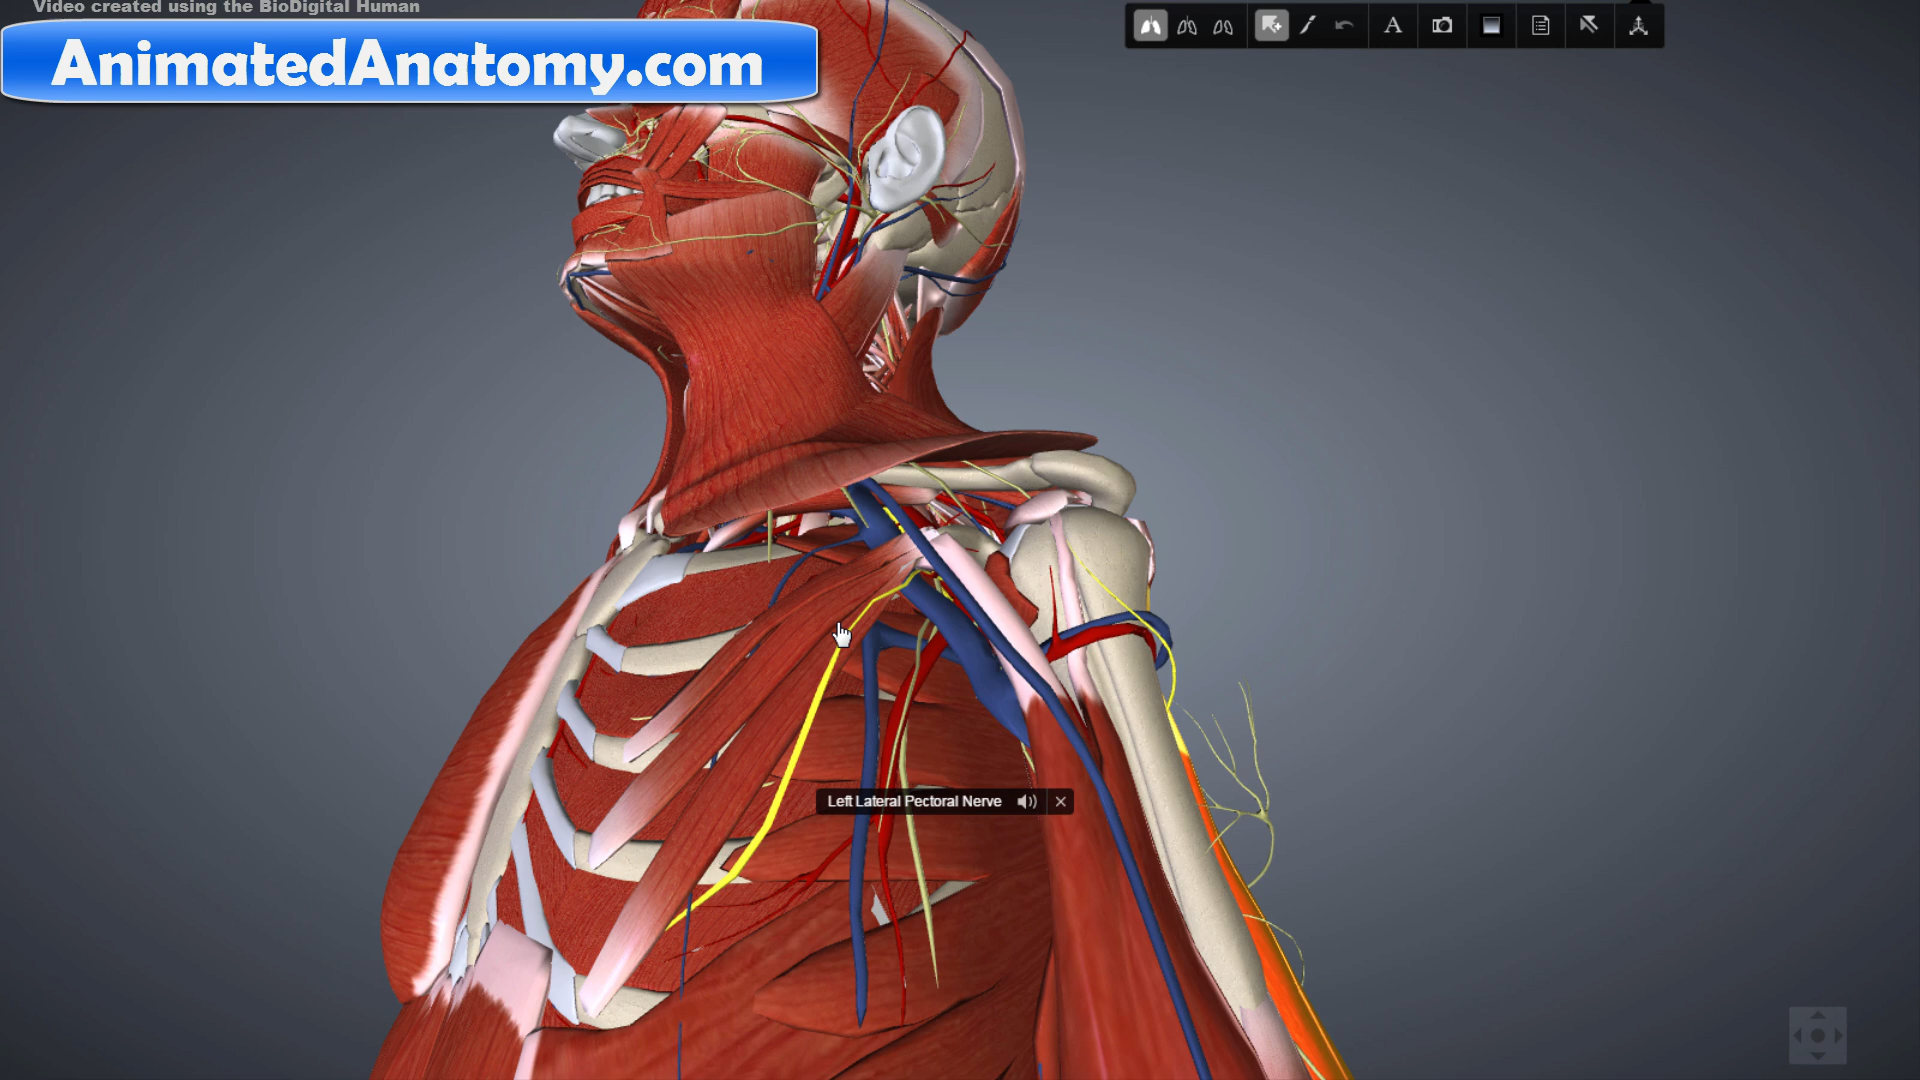 Video created using the BioDigital Human
AnimatedAnatomy.com
A
Left Lateral Pectoral Nerve